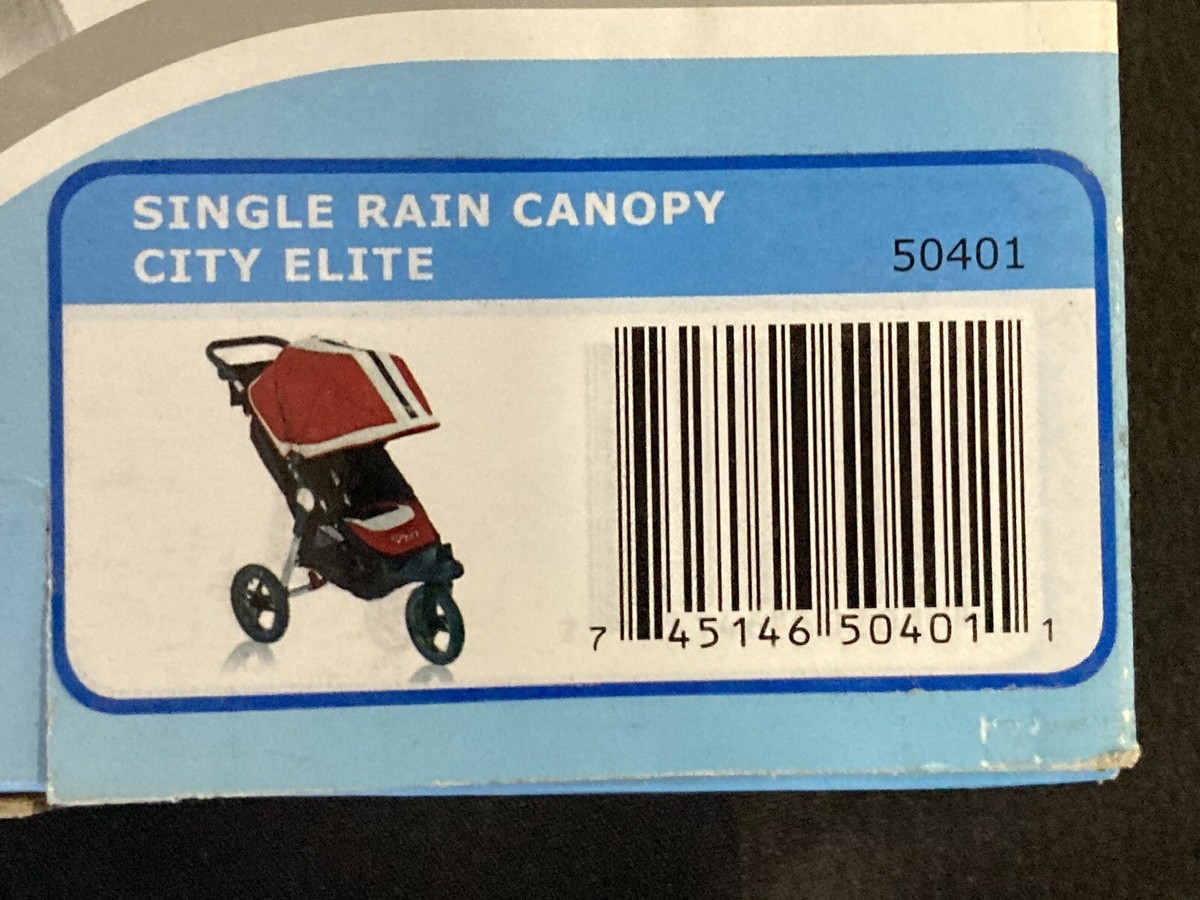 SINGLE RAIN CANOPY
CITY ELITE
50401
7 45146 50401 1